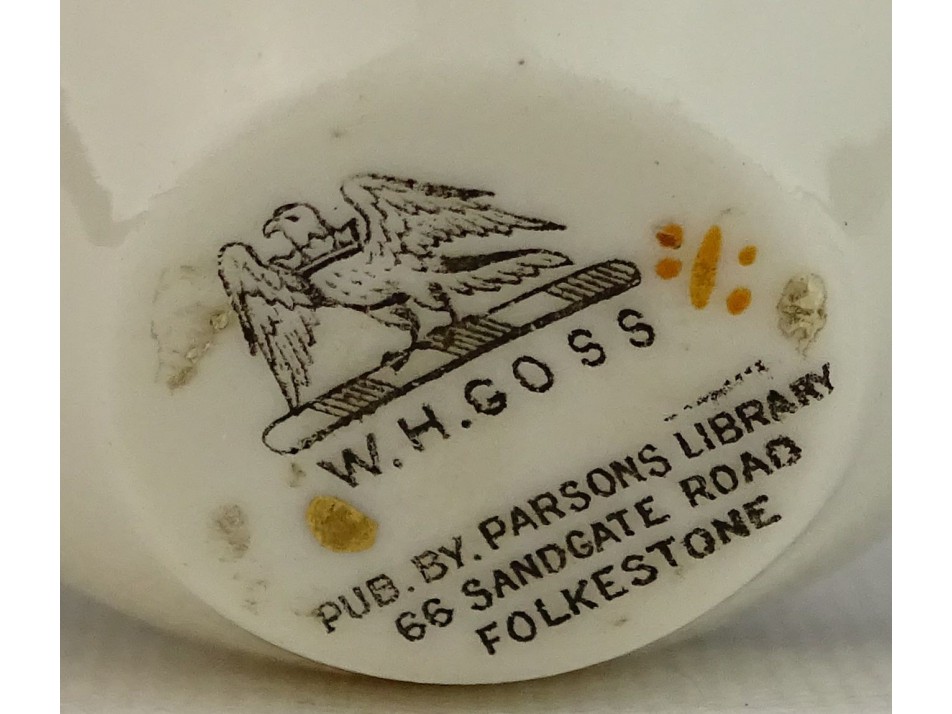 W.H.GOSS
PUB. BY. PARSONS LIBRARY
66 SANDGATE ROAD
FOLKESTONE